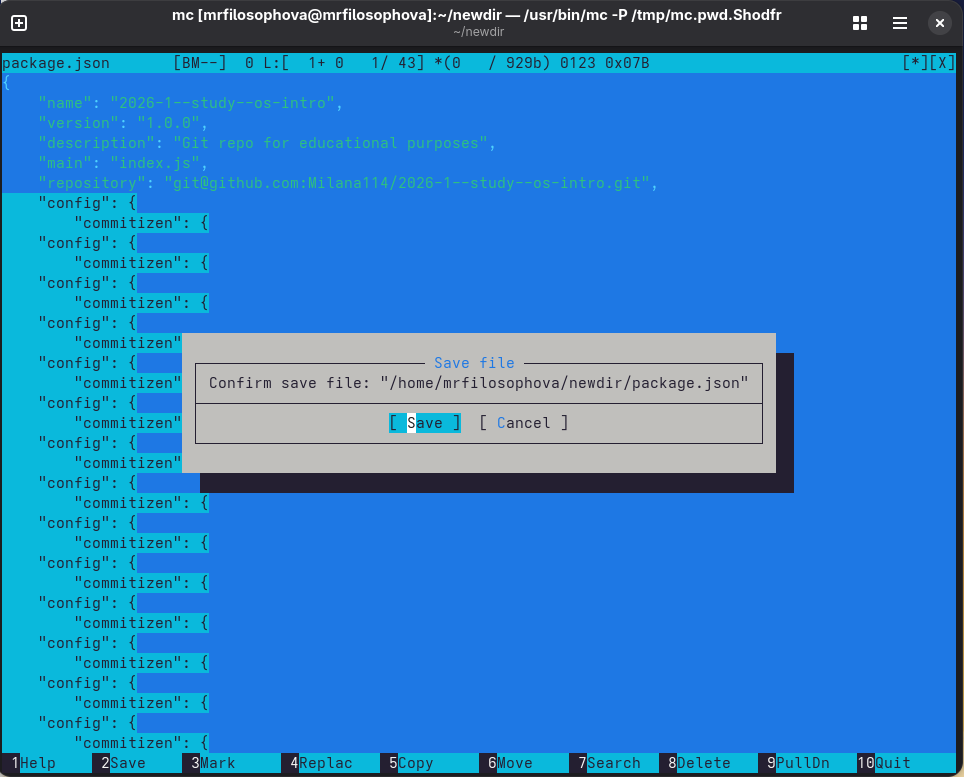 mc [mrfilosophova@mrfilosophova]:~/newdir — /usr/bin/mc -P /tmp/mc.pwd.Shodfr
~/newdir
package.json       [BM--]  0 L:[  1+ 0   1/ 43] *(0   / 929b) 0123 0x07B                            [*][X]
{
    "name": "2026-1--study--os-intro",
    "version": "1.0.0",
    "description": "Git repo for educational purposes",
    "main": "index.js",
    "repository": "git@github.com:Milana114/2026-1--study--os-intro.git",
    "config": {
        "commitizen": {
    "config": {
        "commitizen": {
    "config": {
        "commitizen": {
    "config": {
        "commitizen"
    "config": {
        "commitizen"
    "config": {
        "commitizen"
    "config": {
        "commitizen"
    "config": {
        "commitizen": {
    "config": {
        "commitizen": {
    "config": {
        "commitizen": {
    "config": {
        "commitizen": {
    "config": {
        "commitizen": {
    "config": {
        "commitizen": {
    "config": {
        "commitizen": {
Save file
Confirm save file: "/home/mrfilosophova/newdir/package.json"
[ Save ]  [ Cancel ]
1Help 2Save 3Mark 4Replac 5Copy 6Move 7Search 8Delete 9PullDn 10Quit